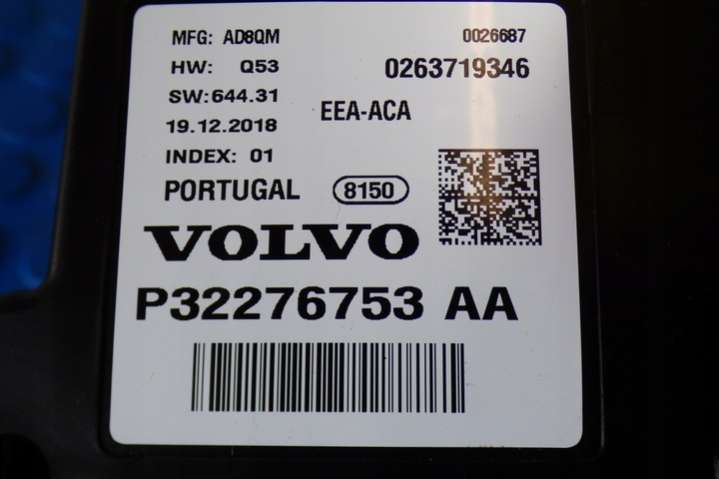 MFG: AD8QM 0026687
HW: Q53 0263719346
SW:644.31 EEA-ACA
19.12.2018
INDEX: 01
PORTUGAL 8150
VOLVO
P32276753 AA